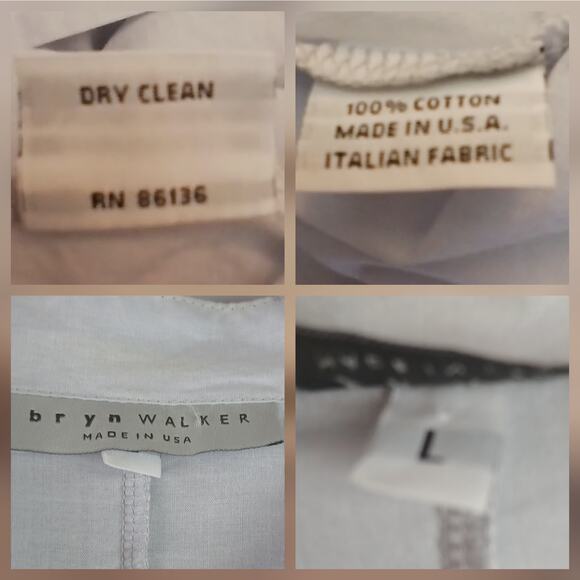 DRY CLEAN
RN 86136
100% COTTON
MADE IN U.S.A.
ITALIAN FABRIC
bryn WALKER
MADE IN USA
L